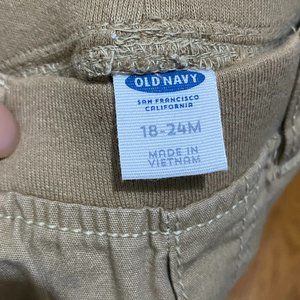 OLD NAVY
SAN FRANCISCO
CALIFORNIA
18-24M
MADE IN
VIETNAM